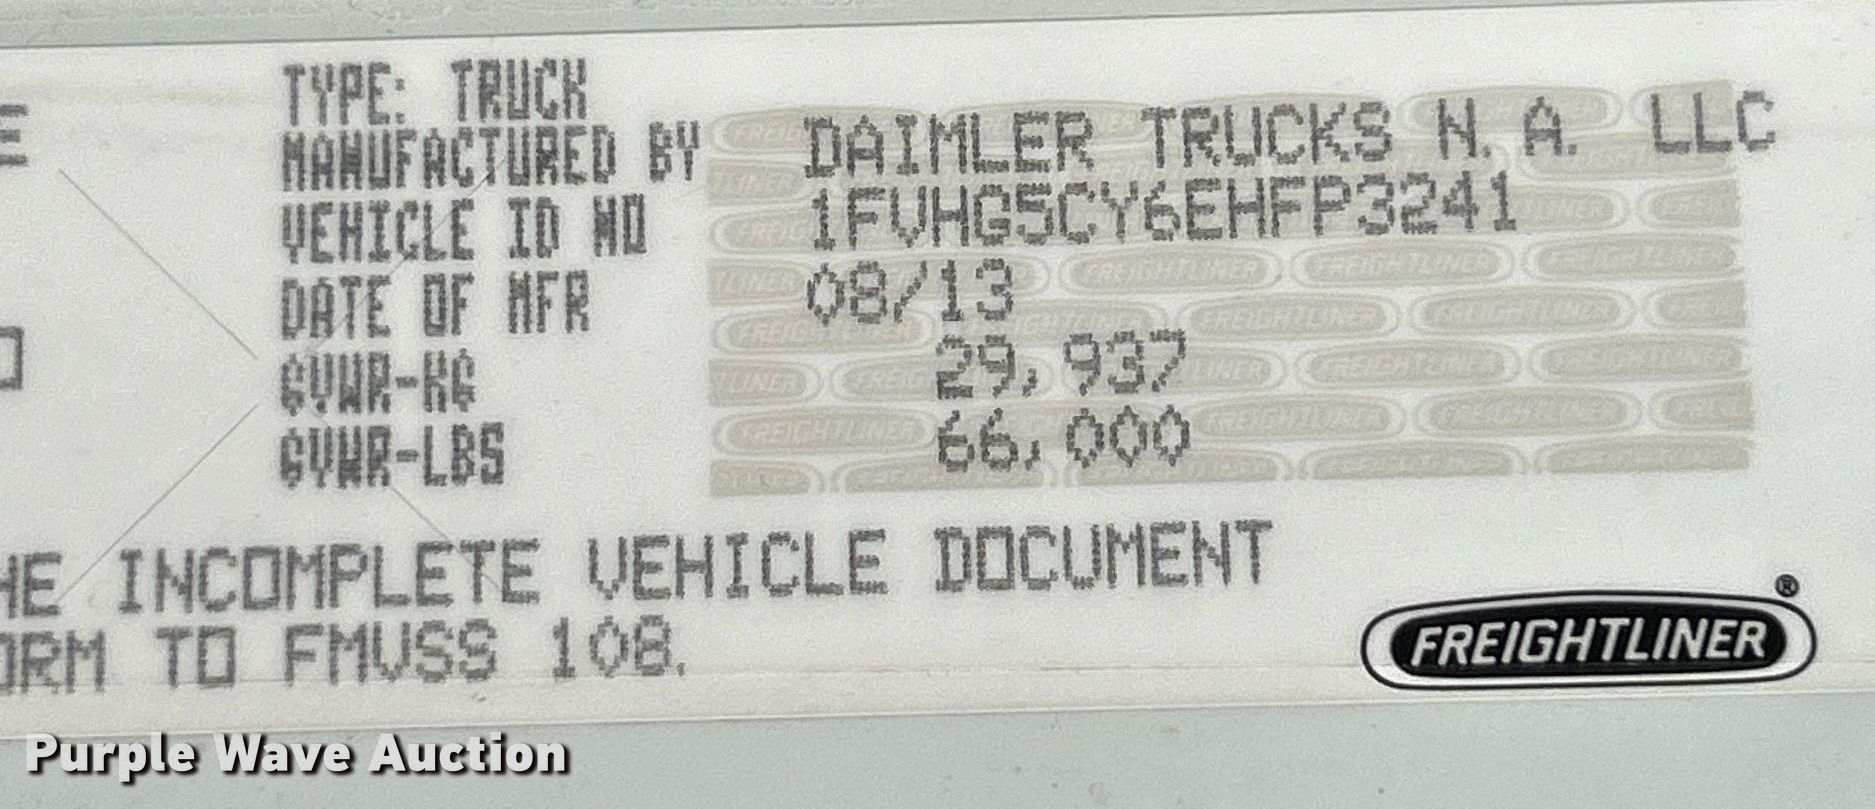 TYPE: TRUCK
MANUFACTURED BY DAIMLER TRUCKS N.A. LLC
VEHICLE ID NO 1FVHG5CY6EHFP3241
DATE OF MFR 08/13
GVWR-KG 29,937
GVWR-LBS 66,000
HE INCOMPLETE VEHICLE DOCUMENT
ORM TO FMVSS 108.
FREIGHTLINER®
Purple Wave Auction